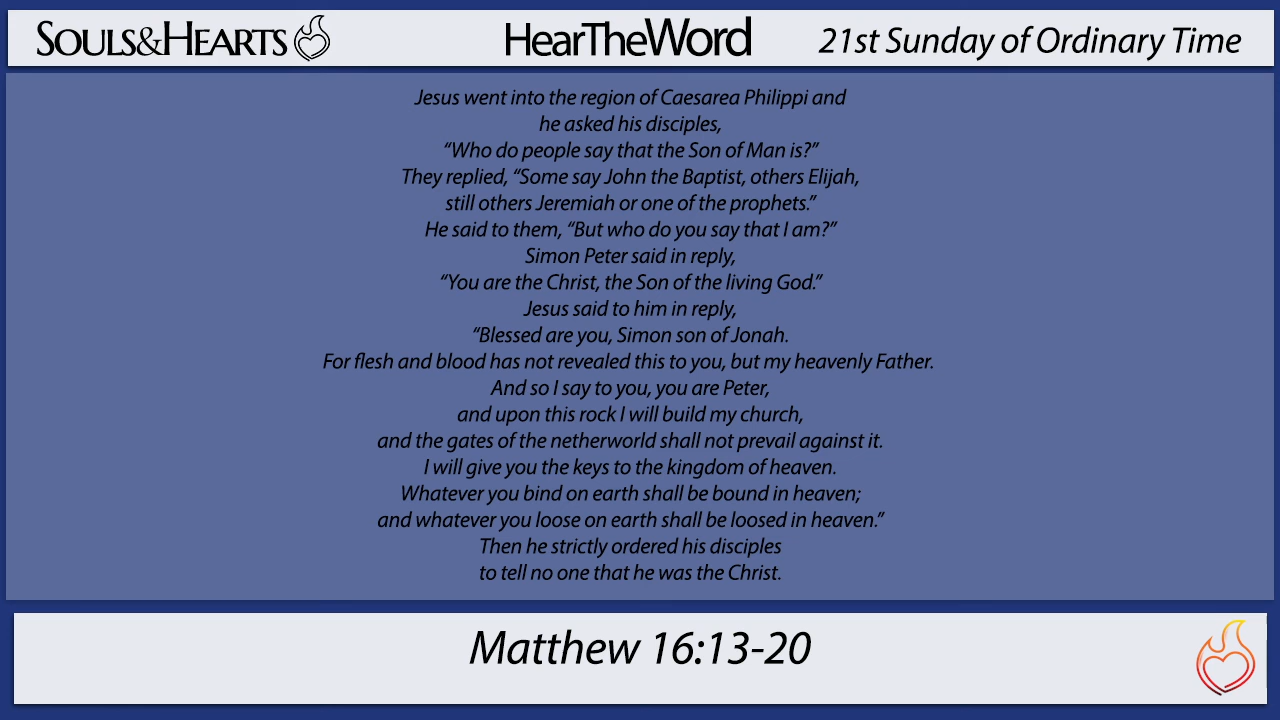 SOULS&HEARTS HearTheWord 21st Sunday of Ordinary Time
Jesus went into the region of Caesarea Philippi and
he asked his disciples,
“Who do people say that the Son of Man is?”
They replied, “Some say John the Baptist, others Elijah,
still others Jeremiah or one of the prophets.”
He said to them, “But who do you say that I am?”
Simon Peter said in reply,
“You are the Christ, the Son of the living God.”
Jesus said to him in reply,
“Blessed are you, Simon son of Jonah.
For flesh and blood has not revealed this to you, but my heavenly Father.
And so I say to you, you are Peter,
and upon this rock I will build my church,
and the gates of the netherworld shall not prevail against it.
I will give you the keys to the kingdom of heaven.
Whatever you bind on earth shall be bound in heaven;
and whatever you loose on earth shall be loosed in heaven.”
Then he strictly ordered his disciples
to tell no one that he was the Christ.
Matthew 16:13-20